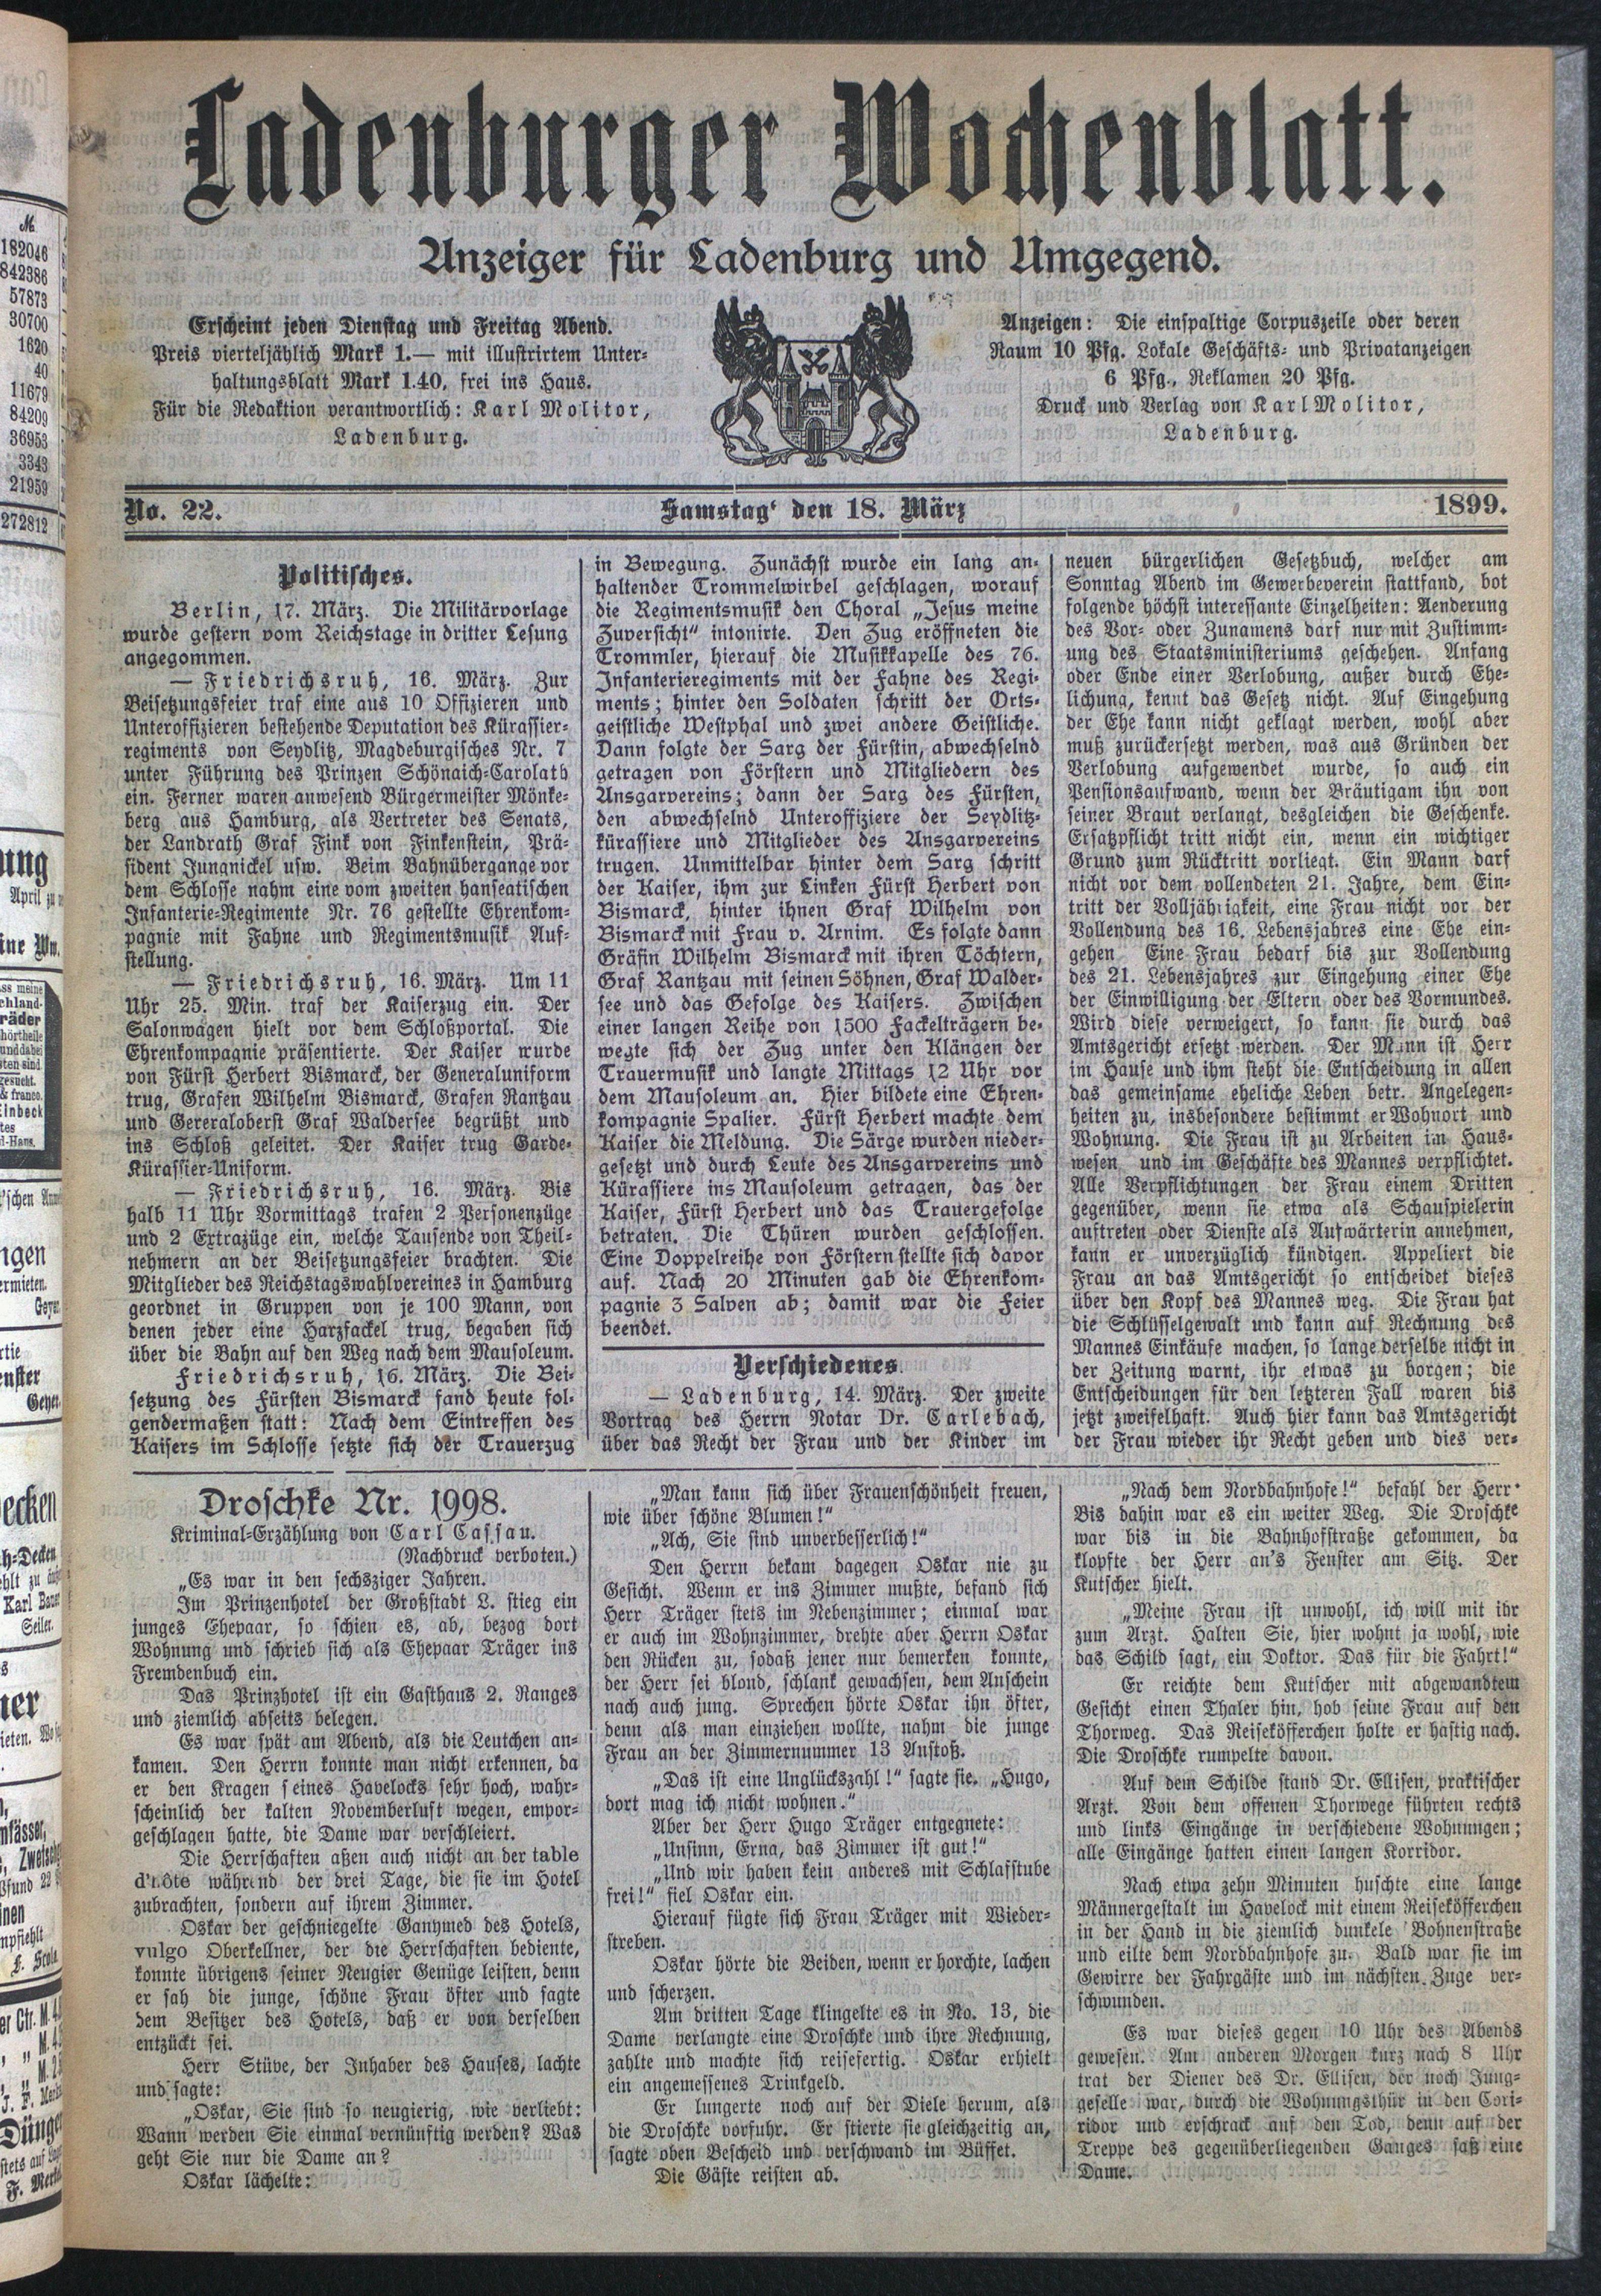 Ladenburger Wochenblatt.
Anzeiger für Ladenburg und Umgegend.
Erscheint jeden Dienstag und Freitag Abend.
Preis vierteljählich Mark 1.— mit illustrirtem Unter-
haltungsblatt Mark 1.40, frei ins Haus.
Für die Redaktion verantwortlich: Karl Molitor,
Ladenburg.
Anzeigen: Die einspaltige Corpuszeile oder deren
Raum 10 Pfg. Lokale Geschäfts- und Privatanzeigen
6 Pfg., Reklamen 20 Pfg.
Druck und Verlag von Karl Molitor,
Ladenburg.
No. 22.
Samstag den 18. März
1899.
Politisches.
Berlin, 17. März. Die Militärvorlage
wurde gestern vom Reichstage in dritter Lesung
angegommen.
— Friedrichsruh, 16. März. Zur
Beisetzungsfeier traf eine aus 10 Offizieren und
Unteroffizieren bestehende Deputation des Kürassier-
regiments von Seydlitz, Magdeburgisches Nr. 7
unter Führung des Prinzen Schönaich-Carolath
ein. Ferner waren anwesend Bürgermeister Mönke-
berg aus Hamburg, als Vertreter des Senats,
der Landrath Graf Fink von Finkenstein, Prä-
sident Jungnickel usw. Beim Bahnübergange vor
dem Schlosse nahm eine vom zweiten hanseatischen
Infanterie-Regimente Nr. 76 gestellte Ehrenkom-
pagnie mit Fahne und Regimentsmusik Auf-
stellung.
— Friedrichsruh, 16. März. Um 11
Uhr 25. Min. traf der Kaiserzug ein. Der
Salonwagen hielt vor dem Schloßportal. Die
Ehrenkompagnie präsentierte. Der Kaiser wurde
von Fürst Herbert Bismarck, der Generaluniform
trug, Grafen Wilhelm Bismarck, Grafen Rantzau
und Gereraloberst Graf Waldersee begrüßt und
ins Schloß geleitet. Der Kaiser trug Garde-
Kürassier-Uniform.
— Friedrichsruh, 16. März. Bis
halb 11 Uhr Vormittags trafen 2 Personenzüge
und 2 Extrazüge ein, welche Tausende von Theil-
nehmern an der Beisetzungsfeier brachten. Die
Mitglieder des Reichstagswahlvereines in Hamburg
geordnet in Gruppen von je 100 Mann, von
denen jeder eine Harzfackel trug, begaben sich
über die Bahn auf den Weg nach dem Mausoleum.
Friedrichsruh, 16. März. Die Bei-
setzung des Fürsten Bismarck fand heute fol-
gendermaßen statt: Nach dem Eintreffen des
Kaisers im Schlosse setzte sich der Trauerzug
in Bewegung. Zunächst wurde ein lang an-
haltender Trommelwirbel geschlagen, worauf
die Regimentsmusik den Choral „Jesus meine
Zuversicht“ intonirte. Den Zug eröffneten die
Trommler, hierauf die Musikkapelle des 76.
Infanterieregiments mit der Fahne des Regi-
ments; hinter den Soldaten schritt der Orts-
geistliche Westphal und zwei andere Geistliche.
Dann folgte der Sarg der Fürstin, abwechselnd
getragen von Förstern und Mitgliedern des
Ansgarvereins; dann der Sarg des Fürsten,
den abwechselnd Unteroffiziere der Seydlitz-
kürassiere und Mitglieder des Ansgarvereins
trugen. Unmittelbar hinter dem Sarg schritt
der Kaiser, ihm zur Linken Fürst Herbert von
Bismarck, hinter ihnen Graf Wilhelm von
Bismarck mit Frau v. Arnim. Es folgte dann
Gräfin Wilhelm Bismarck mit ihren Töchtern,
Graf Rantzau mit seinen Söhnen, Graf Walder-
see und das Gefolge des Kaisers. Zwischen
einer langen Reihe von 1500 Fackelträgern be-
wegte sich der Zug unter den Klängen der
Trauermusik und langte Mittags 12 Uhr vor
dem Mausoleum an. Hier bildete eine Ehren-
kompagnie Spalier. Fürst Herbert machte dem
Kaiser die Meldung. Die Särge wurden nieder-
gesetzt und durch Leute des Ansgarvereins und
Kürassiere ins Mausoleum getragen, das der
Kaiser, Fürst Herbert und das Trauergefolge
betraten. Die Thüren wurden geschlossen.
Eine Doppelreihe von Förstern stellte sich davor
auf. Nach 20 Minuten gab die Ehrenkom-
pagnie 3 Salven ab; damit war die Feier
beendet.
Verschiedenes
— Ladenburg, 14. März. Der zweite
Vortrag des Herrn Notar Dr. Carlebach,
über das Recht der Frau und der Kinder im
neuen bürgerlichen Gesetzbuch, welcher am
Sonntag Abend im Gewerbeverein stattfand, bot
folgende höchst interessante Einzelheiten: Aenderung
des Vor- oder Zunamens darf nur mit Zustimm-
ung des Staatsministeriums geschehen. Anfang
oder Ende einer Verlobung, außer durch Ehe-
lichung, kennt das Gesetz nicht. Auf Eingehung
der Ehe kann nicht geklagt werden, wohl aber
muß zurückersetzt werden, was aus Gründen der
Verlobung aufgewendet wurde, so auch ein
Pensionsaufwand, wenn der Bräutigam ihn von
seiner Braut verlangt, desgleichen die Geschenke.
Ersatzpflicht tritt nicht ein, wenn ein wichtiger
Grund zum Rücktritt vorliegt. Ein Mann darf
nicht vor dem vollendeten 21. Jahre, dem Ein-
tritt der Volljährigkeit, eine Frau nicht vor der
Vollendung des 16. Lebensjahres eine Ehe ein-
gehen Eine Frau bedarf bis zur Vollendung
des 21. Lebensjahres zur Eingehung einer Ehe
der Einwilligung der Eltern oder des Vormundes.
Wird diese verweigert, so kann sie durch das
Amtsgericht ersetzt werden. Der Mann ist Herr
im Hause und ihm steht die Entscheidung in allen
das gemeinsame eheliche Leben betr. Angelegen-
heiten zu, insbesondere bestimmt er Wohnort und
Wohnung. Die Frau ist zu Arbeiten im Haus-
wesen und im Geschäfte des Mannes verpflichtet.
Alle Verpflichtungen der Frau einem Dritten
gegenüber, wenn sie etwa als Schauspielerin
auftreten oder Dienste als Aufwärterin annehmen,
kann er unverzüglich kündigen. Appeliert die
Frau an das Amtsgericht so entscheidet dieses
über den Kopf des Mannes weg. Die Frau hat
die Schlüsselgewalt und kann auf Rechnung des
Mannes Einkäufe machen, so lange derselbe nicht in
der Zeitung warnt, ihr etwas zu borgen; die
Entscheidungen für den letzteren Fall waren bis
jetzt zweifelhaft. Auch hier kann das Amtsgericht
der Frau wieder ihr Recht geben und dies ver-
Droschke Nr. 1998.
Kriminal-Erzählung von Carl Cassau.
(Nachdruck verboten.)
„Es war in den sechsziger Jahren.
Im Prinzenhotel der Großstadt L. stieg ein
junges Ehepaar, so schien es, ab, bezog dort
Wohnung und schrieb sich als Ehepaar Träger ins
Fremdenbuch ein.
Das Prinzhotel ist ein Gasthaus 2. Ranges
und ziemlich abseits belegen.
Es war spät am Abend, als die Leutchen an-
kamen. Den Herrn konnte man nicht erkennen, da
er den Kragen seines Havelocks sehr hoch, wahr-
scheinlich der kalten Novemberluft wegen, empor-
geschlagen hatte, die Dame war verschleiert.
Die Herrschaften aßen auch nicht an der table
d'hôte während der drei Tage, die sie im Hotel
zubrachten, sondern auf ihrem Zimmer.
Oskar der geschniegelte Ganymed des Hotels,
vulgo Oberkellner, der die Herrschaften bediente,
konnte übrigens seiner Neugier Genüge leisten, denn
er sah die junge, schöne Frau öfter und sagte
dem Besitzer des Hotels, daß er von derselben
entzückt sei.
Herr Stüve, der Inhaber des Hauses, lachte
und sagte:
„Oskar, Sie sind so neugierig, wie verliebt:
Wann werden Sie einmal vernünftig werden? Was
geht Sie nur die Dame an?
Oskar lächelte:
„Man kann sich über Frauenschönheit freuen,
wie über schöne Blumen!“
„Ach, Sie sind unverbesserlich!“
Den Herrn bekam dagegen Oskar nie zu
Gesicht. Wenn er ins Zimmer mußte, befand sich
Herr Träger stets im Nebenzimmer; einmal war
er auch im Wohnzimmer, drehte aber Herrn Oskar
den Rücken zu, sodaß jener nur bemerken konnte,
der Herr sei blond, schlank gewachsen, dem Anschein
nach auch jung. Sprechen hörte Oskar ihn öfter,
denn als man einziehen wollte, nahm die junge
Frau an der Zimmernummer 13 Anstoß.
„Das ist eine Unglückszahl!“ sagte sie. „Hugo,
dort mag ich nicht wohnen.“
Aber der Herr Hugo Träger entgegnete:
„Unsinn, Erna, das Zimmer ist gut!“
„Und wir haben kein anderes mit Schlafstube
frei!“ fiel Oskar ein.
Hierauf fügte sich Frau Träger mit Wieder-
streben.
Oskar hörte die Beiden, wenn er horchte, lachen
und scherzen.
Am dritten Tage klingelte es in No. 13, die
Dame verlangte eine Droschke und ihre Rechnung,
zahlte und machte sich reisefertig. Oskar erhielt
ein angemessenes Trinkgeld.
Er lungerte noch auf der Diele herum, als
die Droschke vorfuhr. Er stierte sie gleichzeitig an,
sagte oben Bescheid und verschwand im Büffet.
Die Gäste reisten ab.
„Nach dem Nordbahnhofe!“ befahl der Herr
Bis dahin war es ein weiter Weg. Die Droschke
war bis in die Bahnhofstraße gekommen, da
klopfte der Herr an's Fenster am Sitz. Der
Kutscher hielt.
„Meine Frau ist unwohl, ich will mit ihr
zum Arzt. Halten Sie, hier wohnt ja wohl, wie
das Schild sagt, ein Doktor. Das für die Fahrt!“
Er reichte dem Kutscher mit abgewandtem
Gesicht einen Thaler hin, hob seine Frau auf den
Thorweg. Das Reisekofferchen holte er hastig nach.
Die Droschke rumpelte davon.
Auf dem Schilde stand Dr. Ellisen, praktischer
Arzt. Von dem offenen Thorwege führten rechts
und links Eingänge in verschiedene Wohnungen;
alle Eingänge hatten einen langen Korridor.
Nach etwa zehn Minuten huschte eine lange
Männergestalt im Havelock mit einem Reiseköfferchen
in der Hand in die ziemlich dunkele Bohnenstraße
und eilte dem Nordbahnhofe zu. Bald war sie im
Gewirre der Fahrgäste und im nächsten Zuge ver-
schwunden.
Es war dieses gegen 10 Uhr des Abends
gewesen. Am anderen Morgen kurz nach 8 Uhr
trat der Diener des Dr. Ellisen, der noch Jung-
geselle war, durch die Wohnungsthür in den Cori-
ridor und erschrack auf den Tod, denn auf der
Treppe des gegenüberliegenden Ganges saß eine
Dame.
M.
182046
842386
57873
30700
1620
40
11679
84209
36953
3343
21959
272812